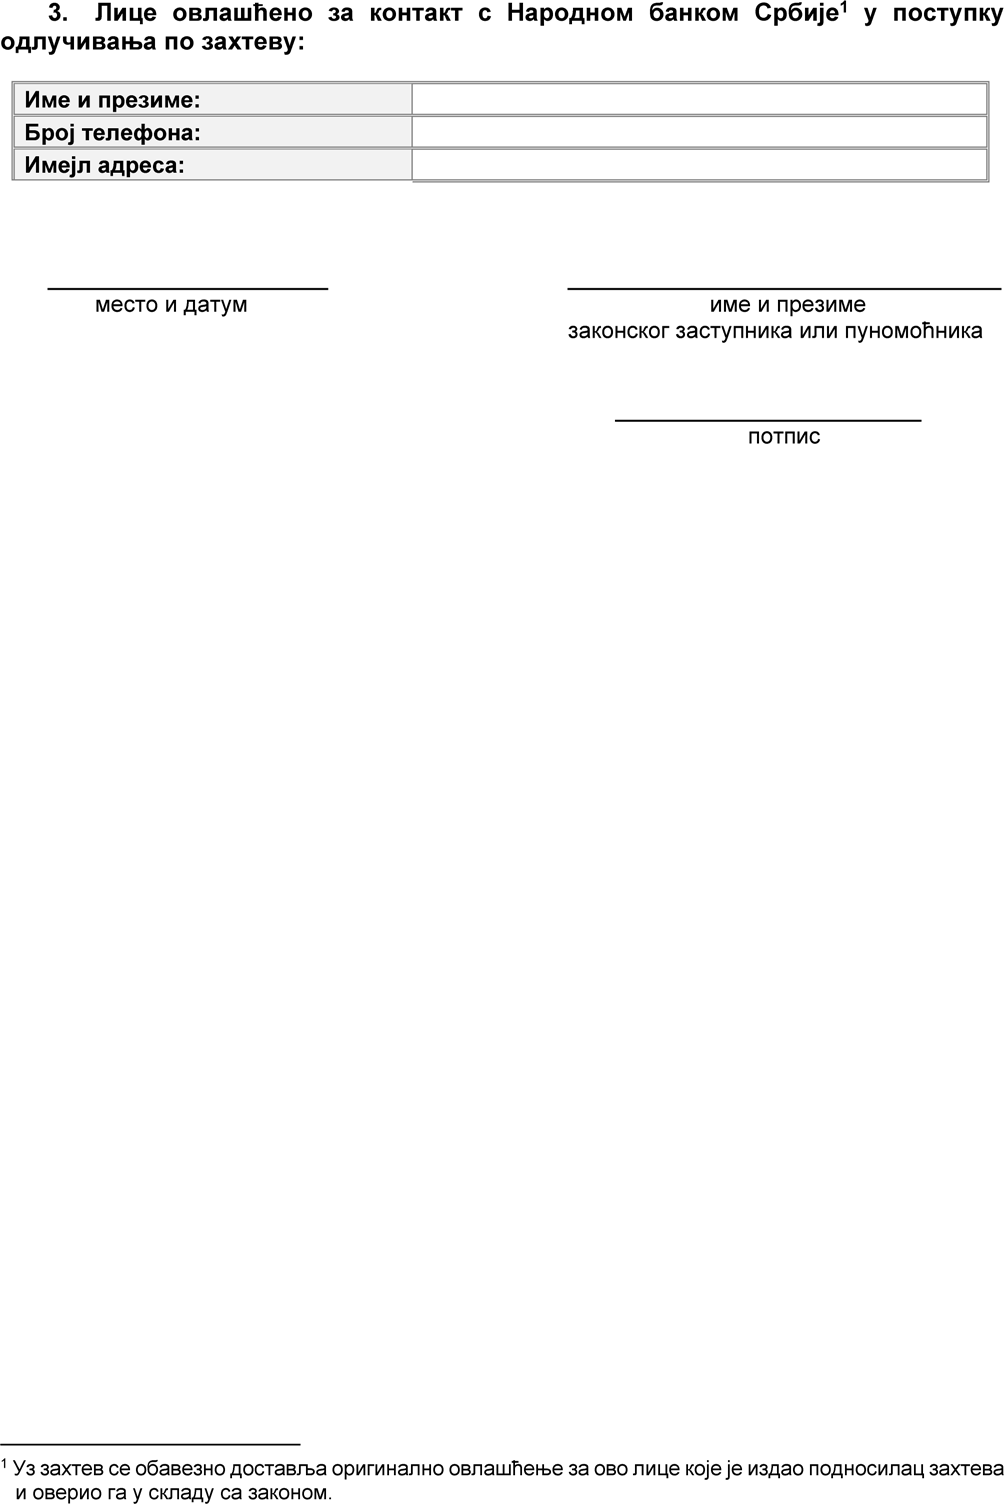 3. Лице овлашћено за контакт с Народном банком Србије¹ у поступку
одлучивања по захтеву:
Име и презиме:
Број телефона:
Имејл адреса:
место и датум
име и презиме
законског заступника или пуномоћника
потпис
¹ Уз захтев се обавезно доставља оригинално овлашћење за ово лице које је издао подносилац захтева
и оверио га у складу са законом.